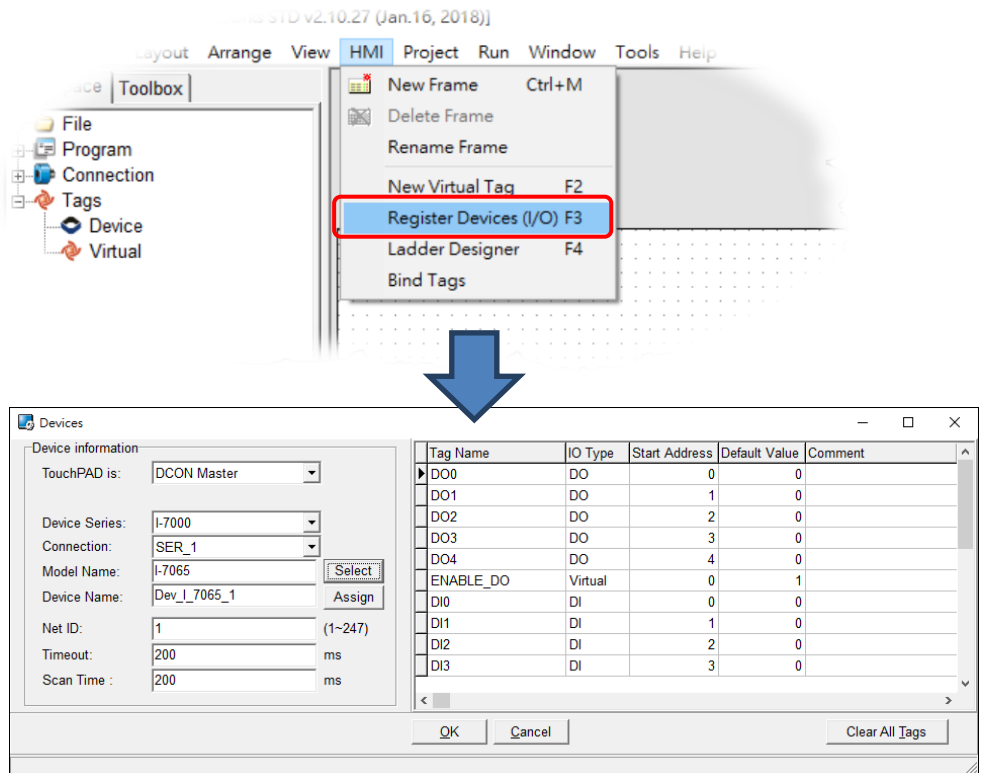 STD v2.10.27 (Jan.16, 2018)]
Layout Arrange View HMI Project Run Window Tools Help
Toolbox
New Frame Ctrl+M
Delete Frame
Rename Frame
New Virtual Tag F2
Register Devices (I/O) F3
Ladder Designer F4
Bind Tags
File
Program
Connection
Tags
Device
Virtual
Devices
Device information
TouchPAD is: DCON Master
Device Series: I-7000
Connection: SER_1
Model Name: I-7065 Select
Device Name: Dev_I_7065_1 Assign
Net ID: 1 (1~247)
Timeout: 200 ms
Scan Time : 200 ms
Tag Name IO Type Start Address Default Value Comment
DO0 DO 0 0
DO1 DO 1 0
DO2 DO 2 0
DO3 DO 3 0
DO4 DO 4 0
ENABLE_DO Virtual 0 1
DI0 DI 0 0
DI1 DI 1 0
DI2 DI 2 0
DI3 DI 3 0
OK Cancel Clear All Tags